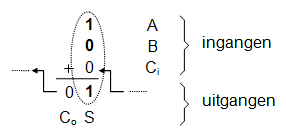 1 A
0 B ingangen
+ 0 Ci
0 1 uitgangen
Co S